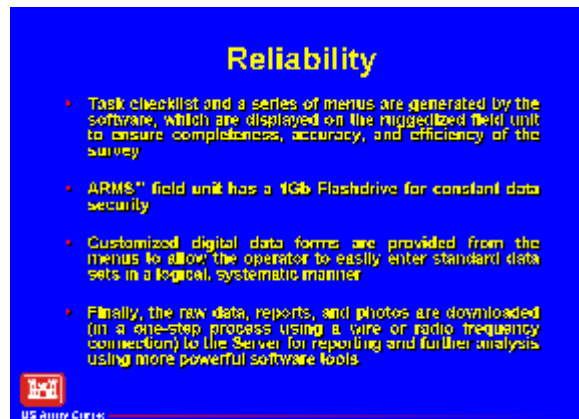 Reliability
Task checklist and a series of menus are generated by the
software, which are displayed on the ruggedized field unit
to ensure completeness, accuracy, and efficiency of the
survey
ARMS™ field unit has a 1Gb Flashdrive for constant data
security
Customized digital data forms are provided from the
menus to allow the operator to easily enter standard data
sets in a logical, systematic manner
Finally, the raw data, reports, and photos are downloaded
(in a one-step process using a wire or radio frequency
connection) to the Server for reporting and further analysis
using more powerful software tools
US Army Corps